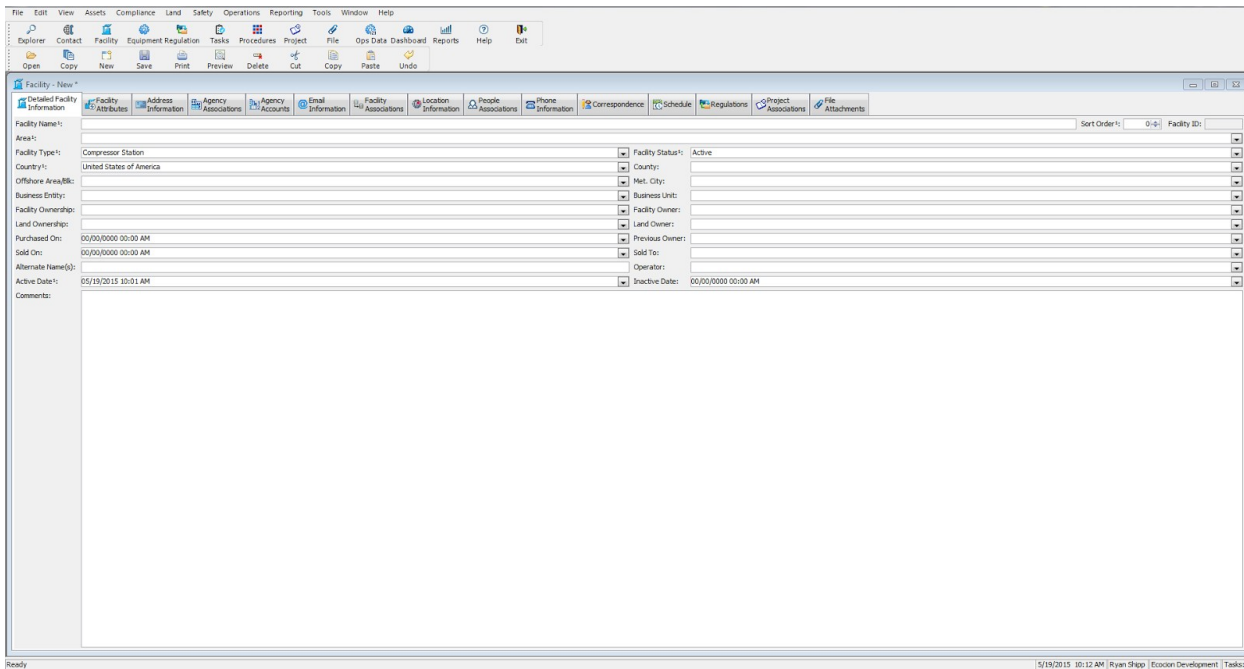 File Edit View Assets Compliance Land Safety Operations Reporting Tools Window Help
Explorer Contact Facility Equipment Regulation Tasks Procedures Project File Ops Data Dashboard Reports Help Exit
Open Copy New Save Print Preview Delete Cut Copy Paste Undo
Facility - New *
Detailed Facility Information Facility Attributes Address Information Agency Associations Agency Accounts Email Information Facility Associations Location Information People Associations Phone Information Correspondence Schedule Regulations Project Associations File Attachments
Facility Name¹: Sort Order¹: 0 Facility ID:
Area¹:
Facility Type¹: Compressor Station Facility Status¹: Active
Country¹: United States of America County:
Offshore Area/Blk: Met. City:
Business Entity: Business Unit:
Facility Ownership: Facility Owner:
Land Ownership: Land Owner:
Purchased On: 00/00/0000 00:00 AM Previous Owner:
Sold On: 00/00/0000 00:00 AM Sold To:
Alternate Name(s): Operator:
Active Date¹: 05/19/2015 10:01 AM Inactive Date: 00/00/0000 00:00 AM
Comments:
Ready 5/19/2015 10:12 AM Ryan Shipp Ecocion Development Tasks